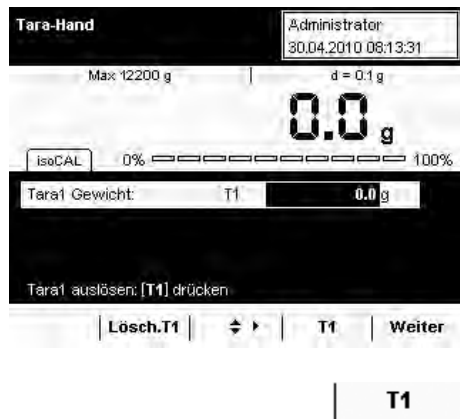 Tara-Hand Administrator
30.04.2010 08:13:31
Max 12200 g d = 0.1 g
0.0 g
isoCAL 0% 100%
Tara1 Gewicht: T1 0.0 g
Tara1 auslösen: [T1] drücken
Lösch.T1 T1 Weiter
T1